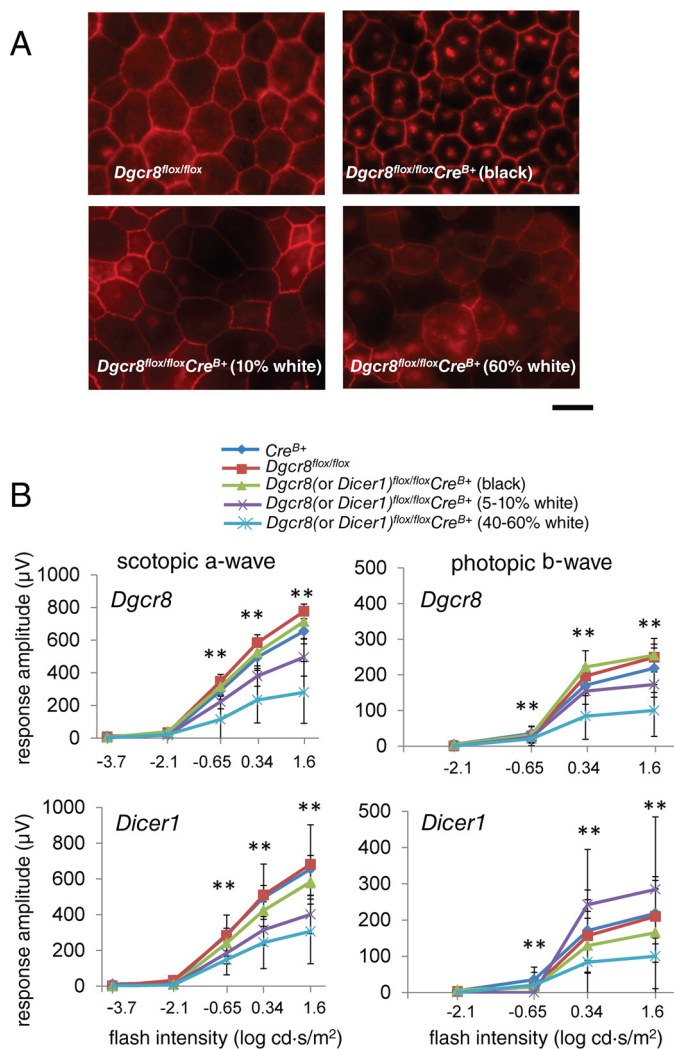 A
Dgcr8flox/flox
Dgcr8flox/floxCreB+ (black)
Dgcr8flox/floxCreB+ (10% white)
Dgcr8flox/floxCreB+ (60% white)
CreB+
Dgcr8flox/flox
Dgcr8(or Dicer1)flox/floxCreB+ (black)
Dgcr8(or Dicer1)flox/floxCreB+ (5-10% white)
Dgcr8(or Dicer1)flox/floxCreB+ (40-60% white)
B
scotopic a-wave
photopic b-wave
response amplitude (µV)
1000
800
600
400
200
0
Dgcr8
**
**
**
-3.7
-2.1
-0.65
0.34
1.6
500
400
300
200
100
0
Dgcr8
**
**
**
-2.1
-0.65
0.34
1.6
response amplitude (µV)
1000
800
600
400
200
0
Dicer1
**
**
**
-3.7
-2.1
-0.65
0.34
1.6
flash intensity (log cd·s/m²)
500
400
300
200
100
0
Dicer1
**
**
**
-2.1
-0.65
0.34
1.6
flash intensity (log cd·s/m²)